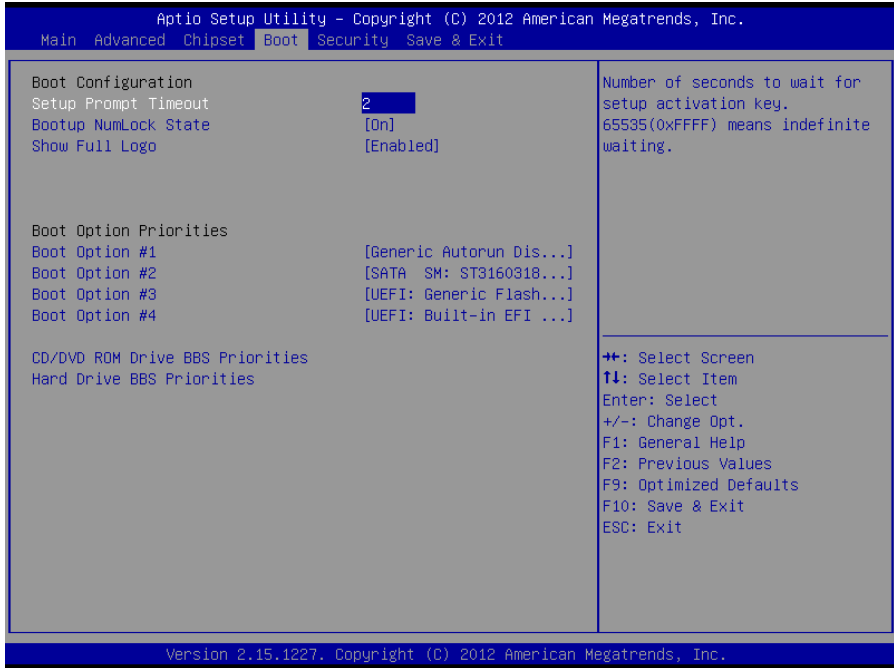 Aptio Setup Utility – Copyright (C) 2012 American Megatrends, Inc.
Main Advanced Chipset Boot Security Save & Exit
Boot Configuration
Setup Prompt Timeout 2
Bootup NumLock State [On]
Show Full Logo [Enabled]
Boot Option Priorities
Boot Option #1 [Generic Autorun Dis...]
Boot Option #2 [SATA SM: ST3160318...]
Boot Option #3 [UEFI: Generic Flash...]
Boot Option #4 [UEFI: Built-in EFI ...]
CD/DVD ROM Drive BBS Priorities
Hard Drive BBS Priorities
Number of seconds to wait for
setup activation key.
65535(0xFFFF) means indefinite
waiting.
→←: Select Screen
↑↓: Select Item
Enter: Select
+/-: Change Opt.
F1: General Help
F2: Previous Values
F9: Optimized Defaults
F10: Save & Exit
ESC: Exit
Version 2.15.1227. Copyright (C) 2012 American Megatrends, Inc.